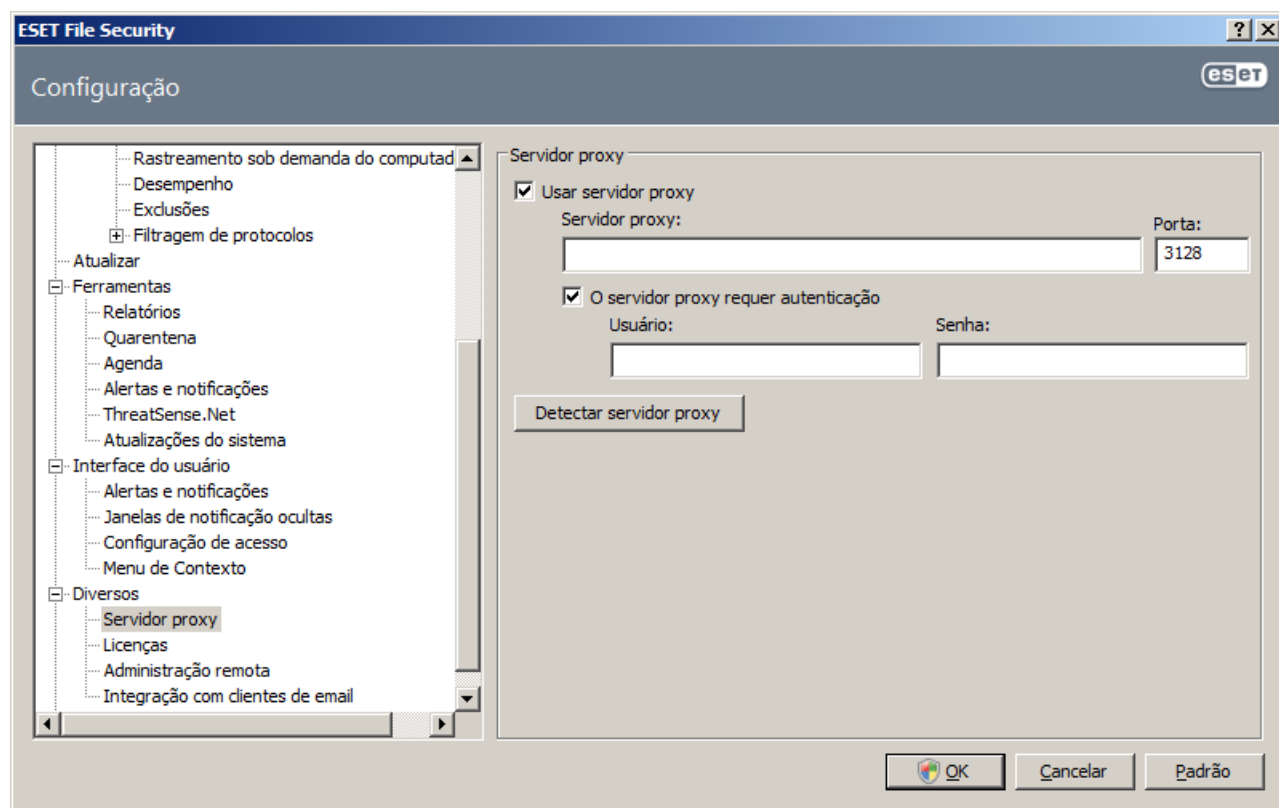 ESET File Security
Configuração
eset
Rastreamento sob demanda do computad
Desempenho
Exclusões
Filtragem de protocolos
Atualizar
Ferramentas
Relatórios
Quarentena
Agenda
Alertas e notificações
ThreatSense.Net
Atualizações do sistema
Interface do usuário
Alertas e notificações
Janelas de notificação ocultas
Configuração de acesso
Menu de Contexto
Diversos
Servidor proxy
Licenças
Administração remota
Integração com clientes de email
Servidor proxy
Usar servidor proxy
Servidor proxy: Porta:
3128
O servidor proxy requer autenticação
Usuário: Senha:
Detectar servidor proxy
OK Cancelar Padrão